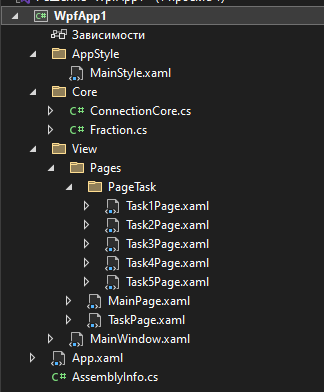 WpfApp1
Зависимости
AppStyle
MainStyle.xaml
Core
C# ConnectionCore.cs
C# Fraction.cs
View
Pages
PageTask
Task1Page.xaml
Task2Page.xaml
Task3Page.xaml
Task4Page.xaml
Task5Page.xaml
MainPage.xaml
TaskPage.xaml
MainWindow.xaml
App.xaml
C# AssemblyInfo.cs